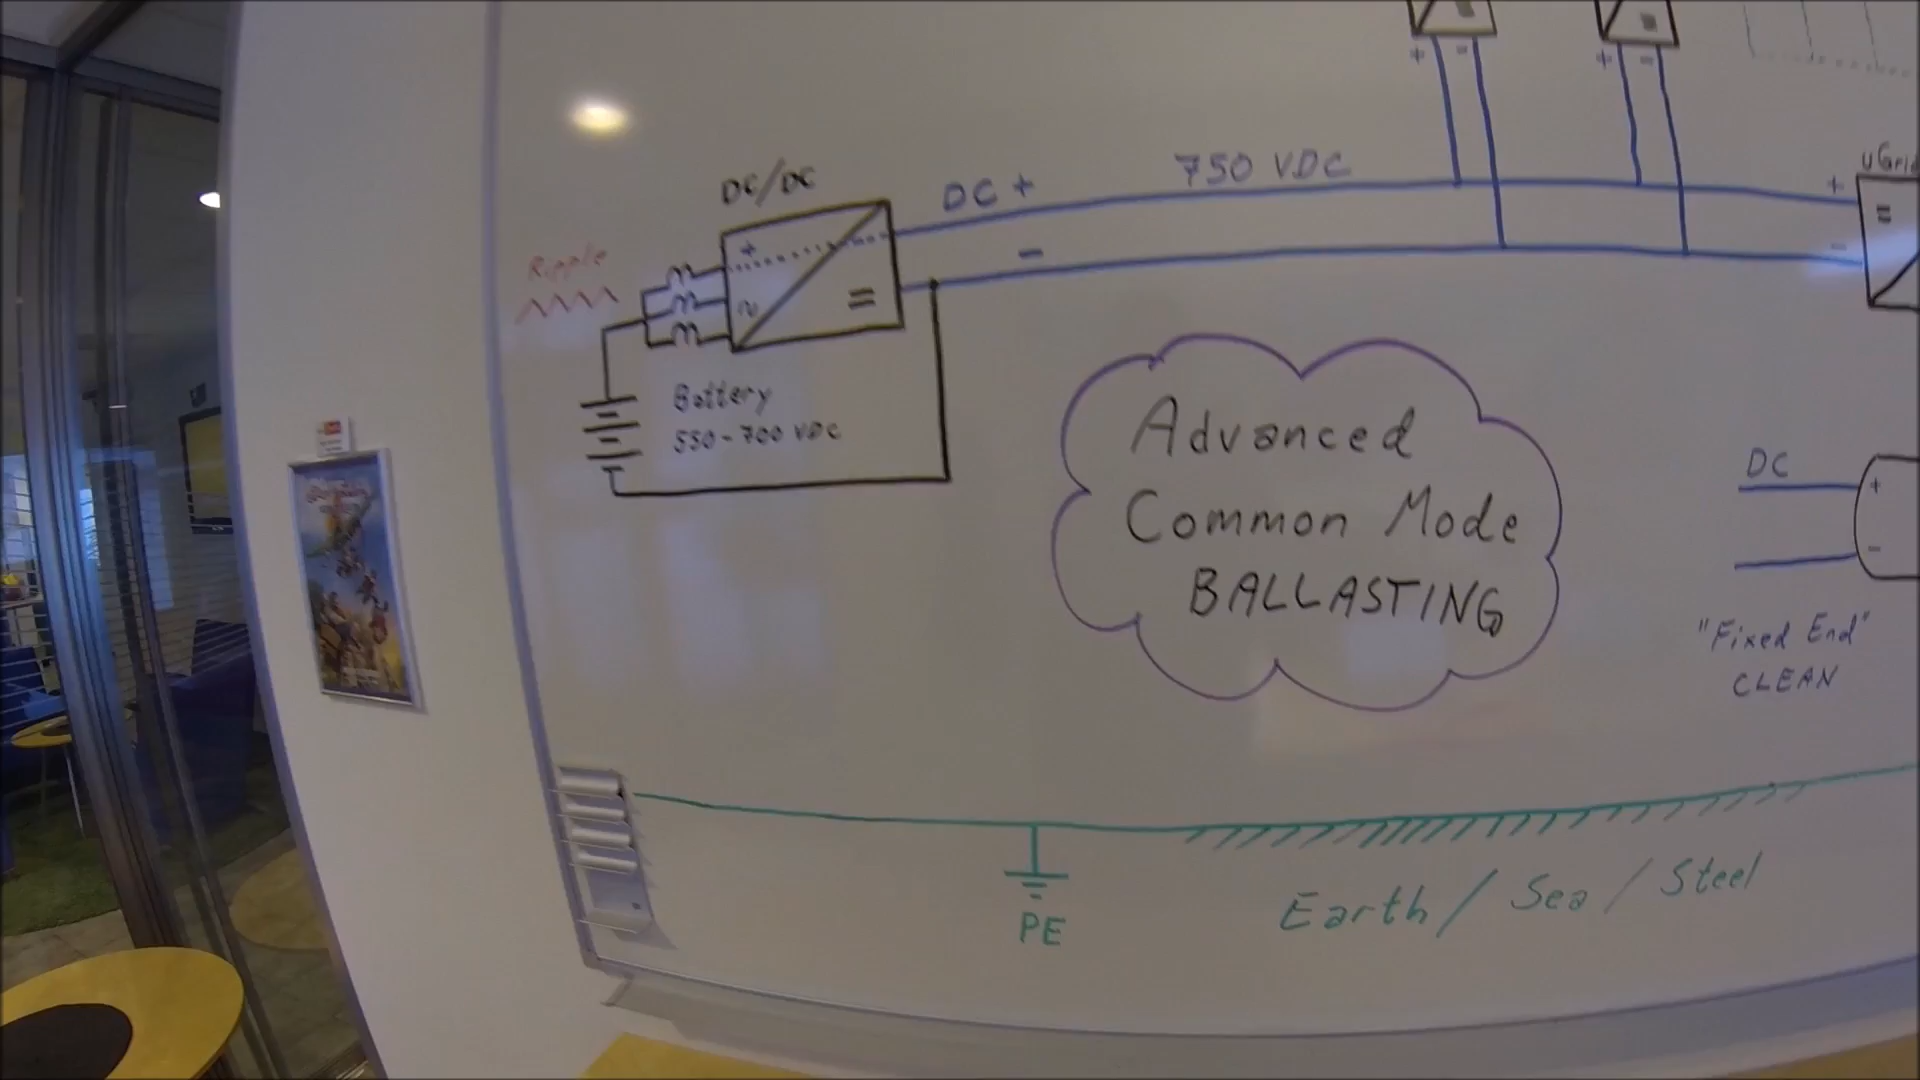 DC/DC
DC +
750 VDC
+ -
+ -
+
-
uGrid
=
Ripple
+
~
=
-
Battery
550-700 VDC
Advanced
Common Mode
BALLASTING
DC
+
-
"Fixed End"
CLEAN
PE
Earth / Sea / Steel